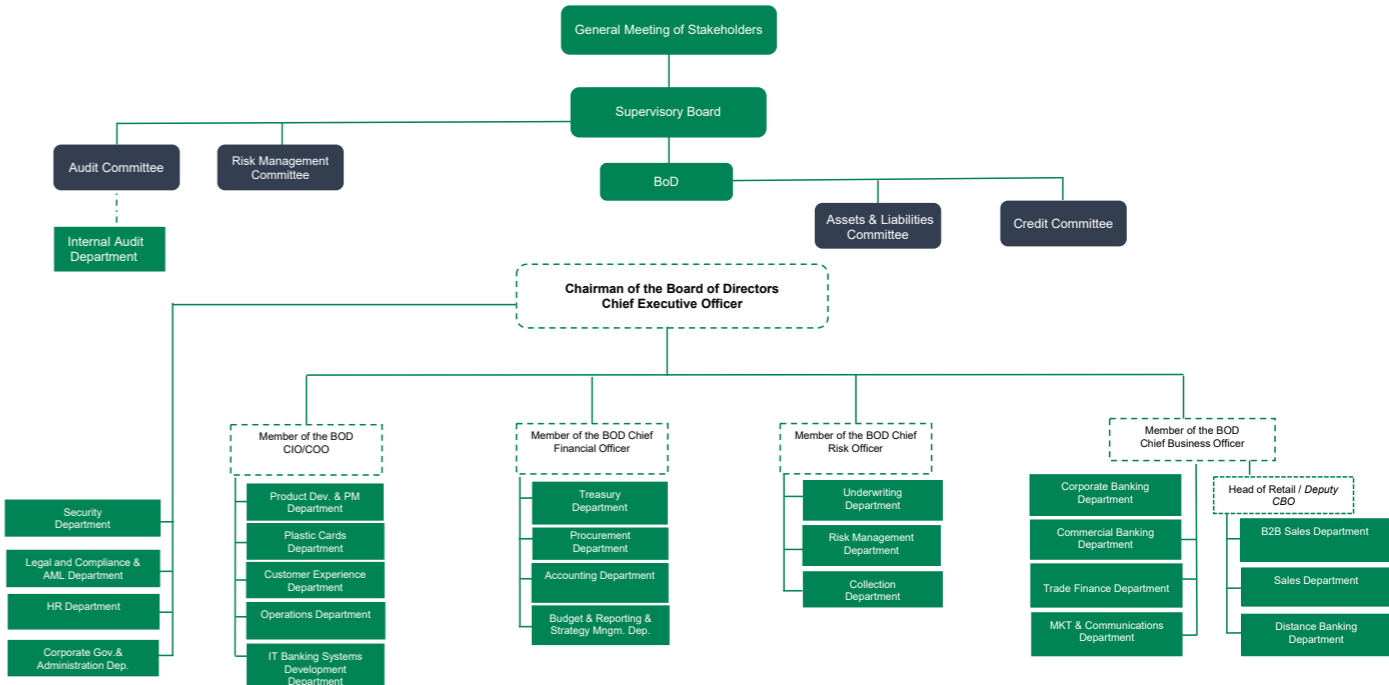 General Meeting of Stakeholders
Supervisory Board
Audit Committee
Risk Management
Committee
BoD
Assets & Liabilities
Committee
Credit Committee
Internal Audit
Department
Chairman of the Board of Directors
Chief Executive Officer
Member of the BOD
CIO/COO
Member of the BOD Chief
Financial Officer
Member of the BOD Chief
Risk Officer
Member of the BOD
Chief Business Officer
Security
Department
Legal and Compliance &
AML Department
HR Department
Corporate Gov.&
Administration Dep.
Product Dev. & PM
Department
Plastic Cards
Department
Customer Experience
Department
Operations Department
IT Banking Systems
Development
Department
Treasury
Department
Procurement
Department
Accounting Department
Budget & Reporting &
Strategy Mngm. Dep.
Underwriting
Department
Risk Management
Department
Collection
Department
Corporate Banking
Department
Commercial Banking
Department
Trade Finance Department
MKT & Communications
Department
Head of Retail / Deputy
CBO
B2B Sales Department
Sales Department
Distance Banking
Department